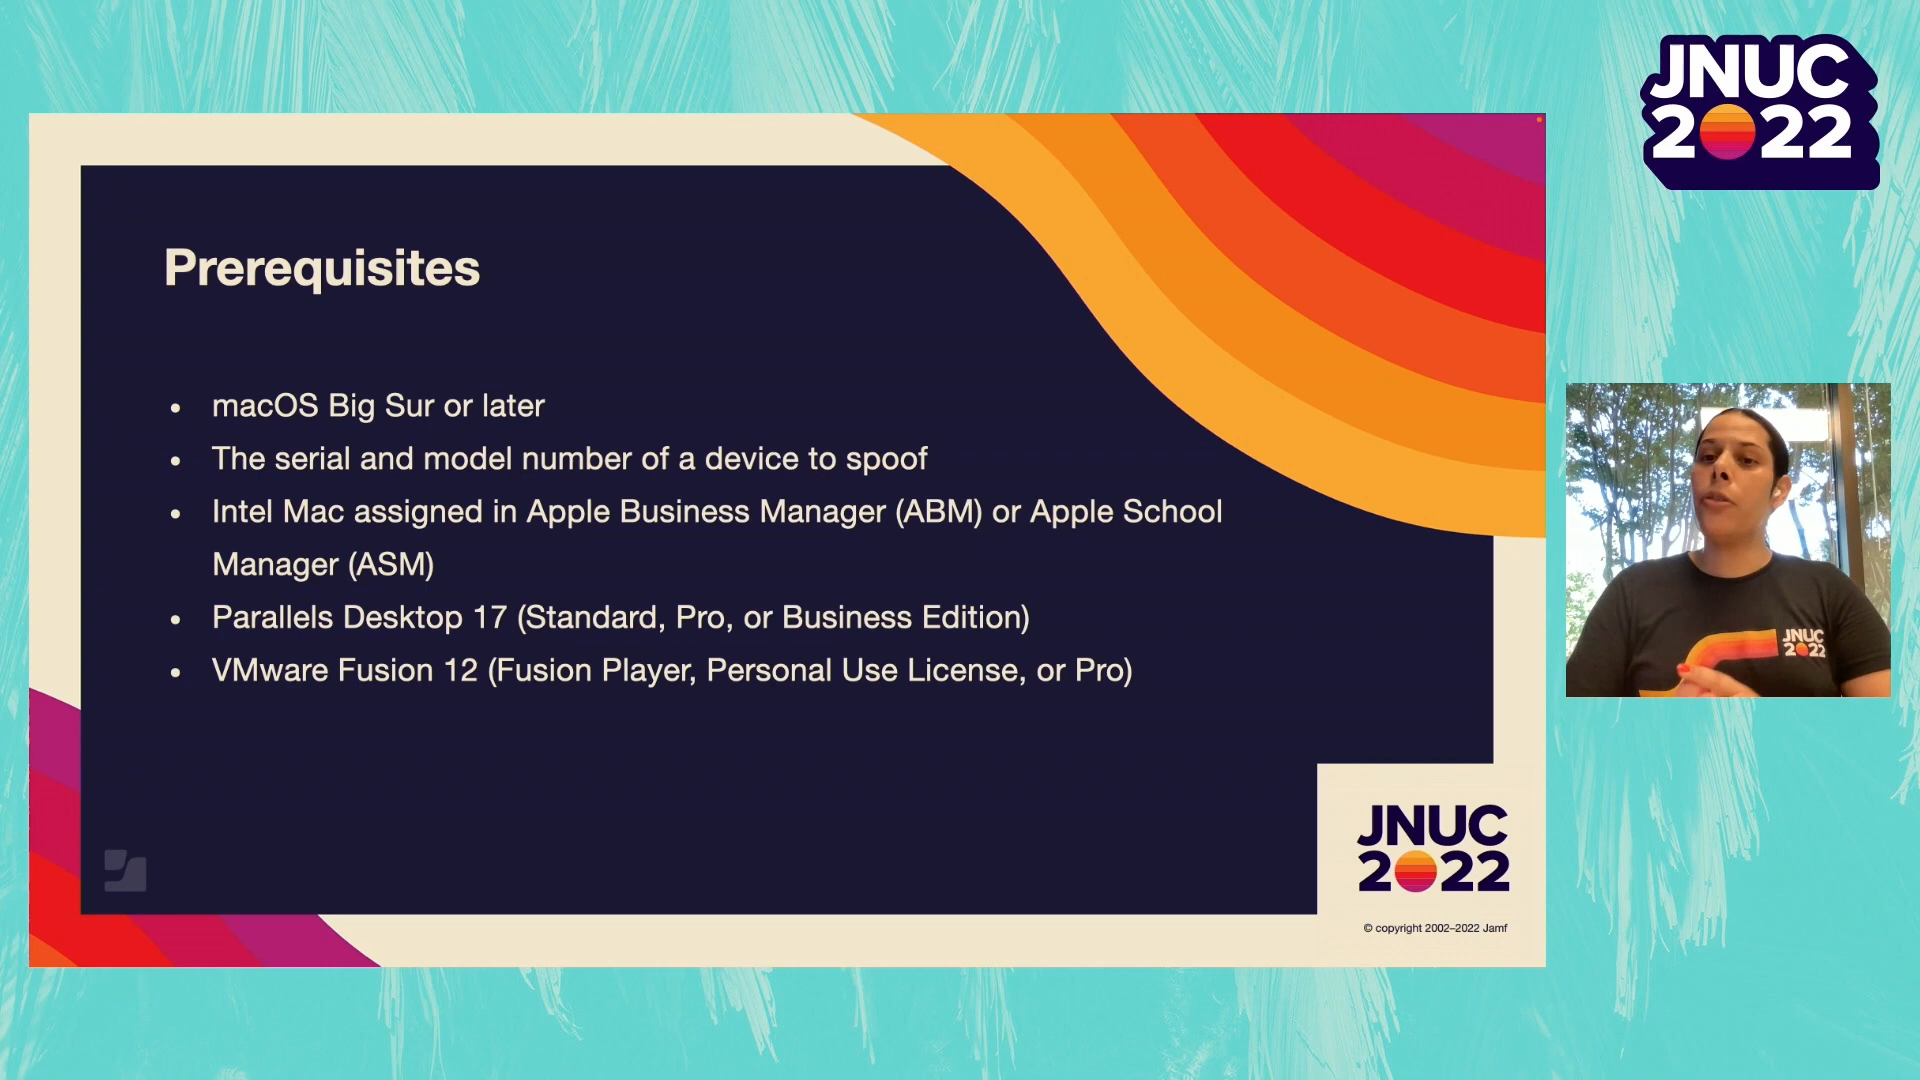 JNUC
2022
Prerequisites
• macOS Big Sur or later
• The serial and model number of a device to spoof
• Intel Mac assigned in Apple Business Manager (ABM) or Apple School
Manager (ASM)
• Parallels Desktop 17 (Standard, Pro, or Business Edition)
• VMware Fusion 12 (Fusion Player, Personal Use License, or Pro)
JNUC
2022
JNUC
2022
© copyright 2002–2022 Jamf